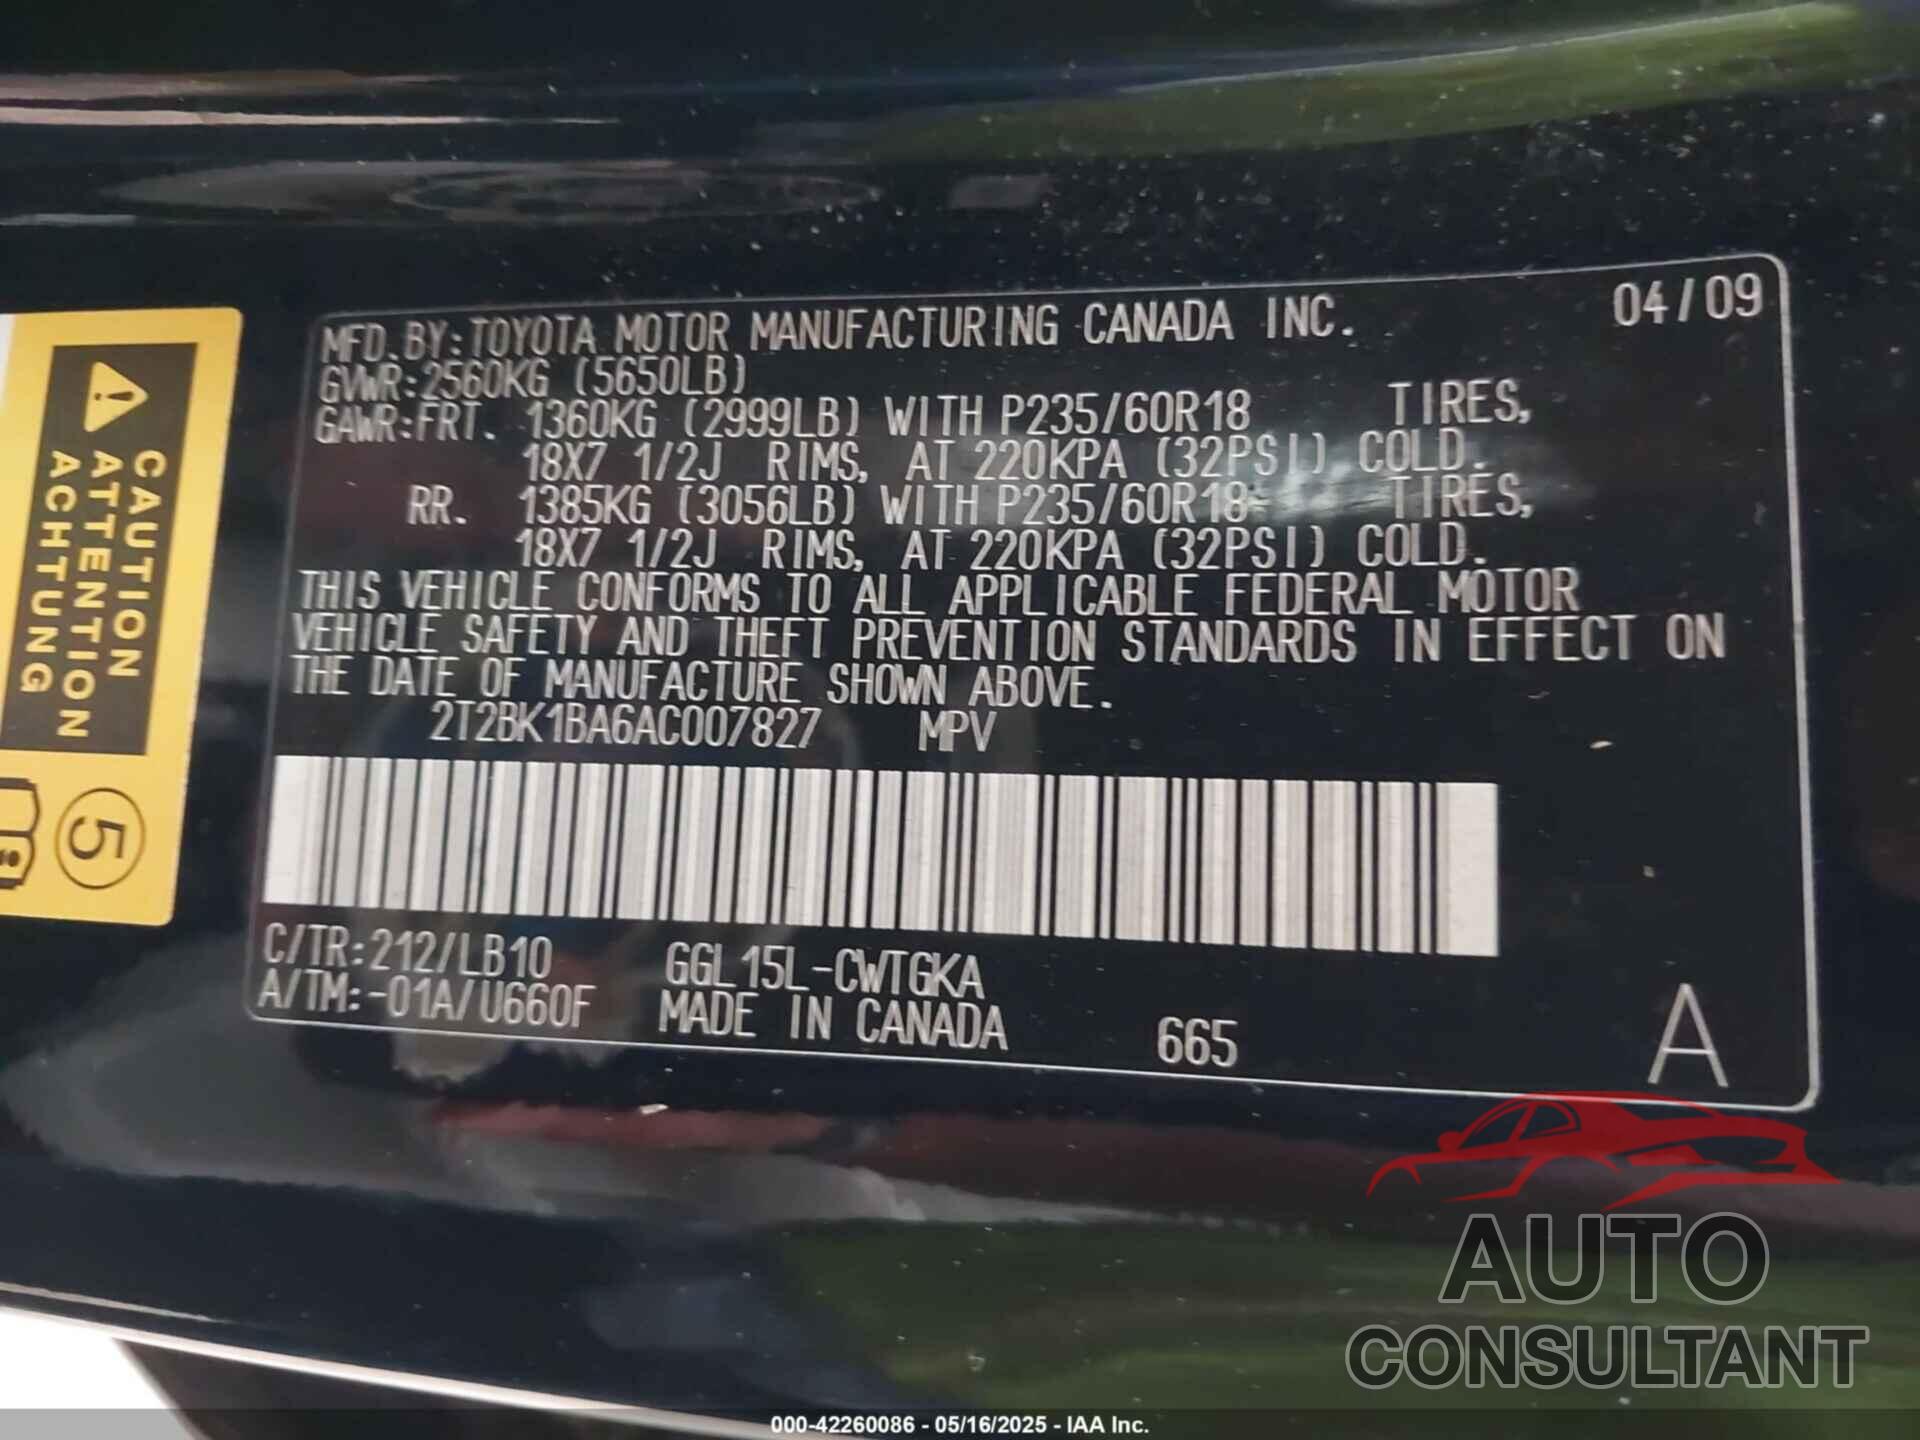 MFD. BY: TOYOTA MOTOR MANUFACTURING CANADA INC. 04/09
GVWR: 2560KG (5650LB)
GAWR: FRT. 1360KG (2999LB) WITH P235/60R18 TIRES,
18X7 1/2J RIMS, AT 220KPA (32PSI) COLD.
RR. 1385KG (3056LB) WITH P235/60R18 TIRES,
18X7 1/2J RIMS, AT 220KPA (32PSI) COLD.
THIS VEHICLE CONFORMS TO ALL APPLICABLE FEDERAL MOTOR
VEHICLE SAFETY AND THEFT PREVENTION STANDARDS IN EFFECT ON
THE DATE OF MANUFACTURE SHOWN ABOVE.
2T2BK1BA6AC007827 MPV
C/TR: 212/LB10 GGL15L-CWTGKA
A/TM: -01A/U660F MADE IN CANADA 665 A
CAUTION
ATTENTION
ACHTUNG
5
AUTO
CONSULTANT
000-42260086 - 05/16/2025 - IAA Inc.